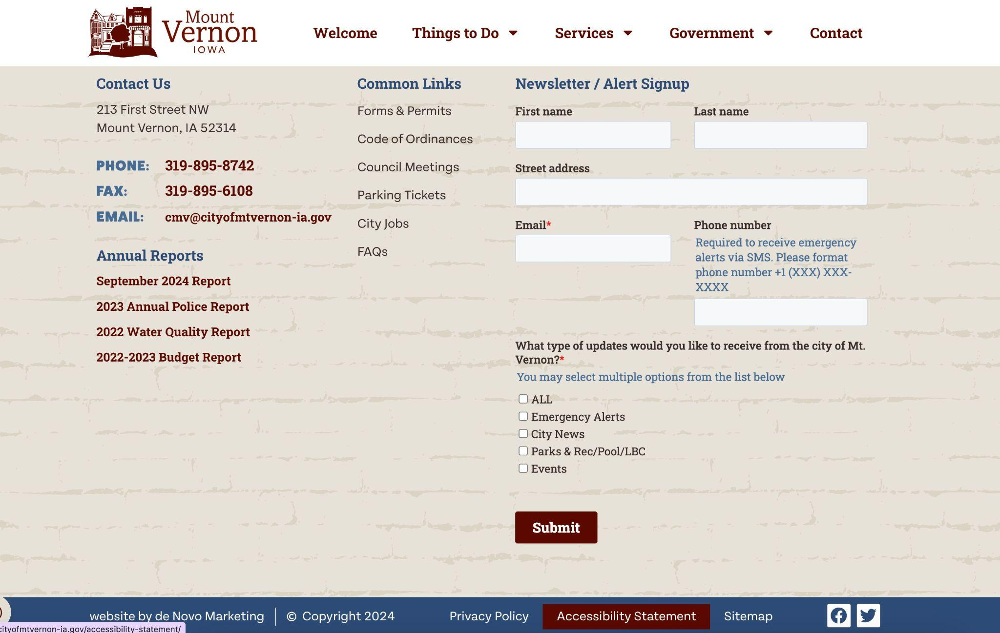 Mount
Vernon
IOWA
Welcome
Things to Do
Services
Government
Contact
Contact Us
213 First Street NW
Mount Vernon, IA 52314
PHONE: 319-895-8742
FAX: 319-895-6108
EMAIL: cmv@cityofmtvernon-ia.gov
Annual Reports
September 2024 Report
2023 Annual Police Report
2022 Water Quality Report
2022-2023 Budget Report
Common Links
Forms & Permits
Code of Ordinances
Council Meetings
Parking Tickets
City Jobs
FAQs
Newsletter / Alert Signup
First name
Last name
Street address
Email*
Phone number
Required to receive emergency
alerts via SMS. Please format
phone number +1 (XXX) XXX-
XXXX
What type of updates would you like to receive from the city of Mt.
Vernon?*
You may select multiple options from the list below
ALL
Emergency Alerts
City News
Parks & Rec/Pool/LBC
Events
Submit
website by de Novo Marketing
© Copyright 2024
Privacy Policy
Accessibility Statement
Sitemap
cityofmtvernon-ia.gov/accessibility-statement/